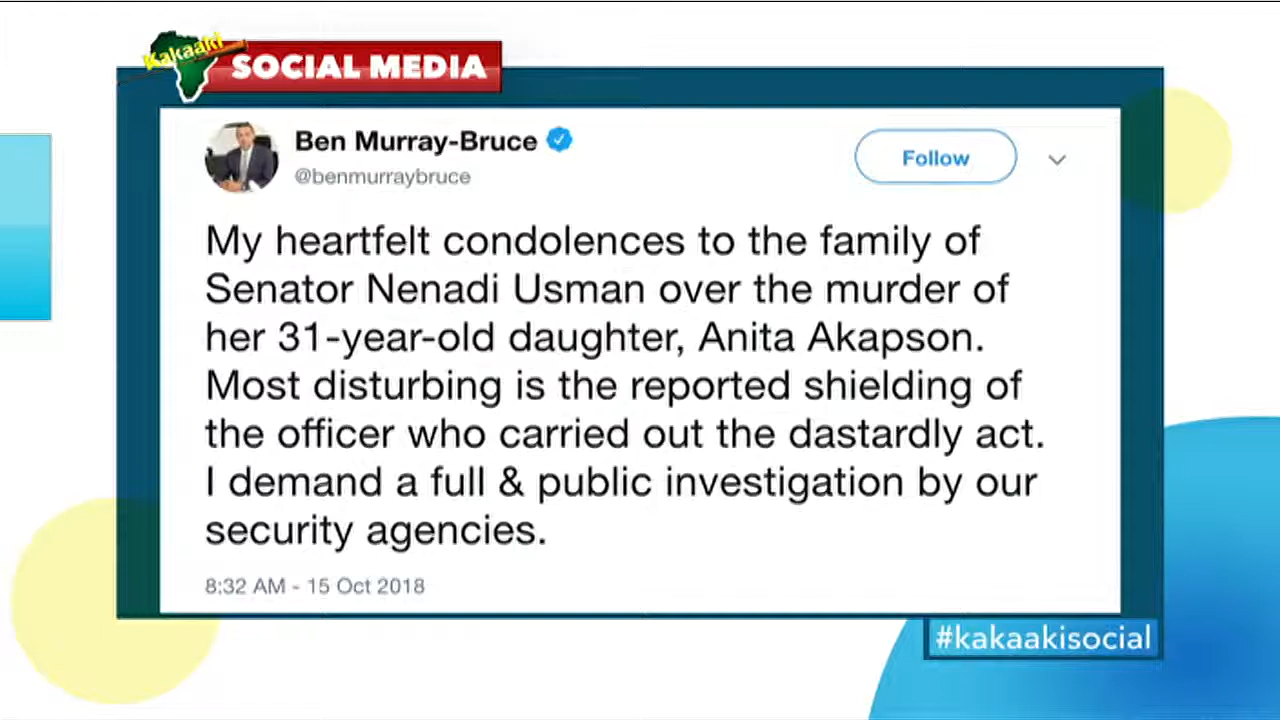 Kakaaki
SOCIAL MEDIA
Ben Murray-Bruce
@benmurraybruce
Follow
My heartfelt condolences to the family of
Senator Nenadi Usman over the murder of
her 31-year-old daughter, Anita Akapson.
Most disturbing is the reported shielding of
the officer who carried out the dastardly act.
I demand a full & public investigation by our
security agencies.
8:32 AM - 15 Oct 2018
#kakaakisocial